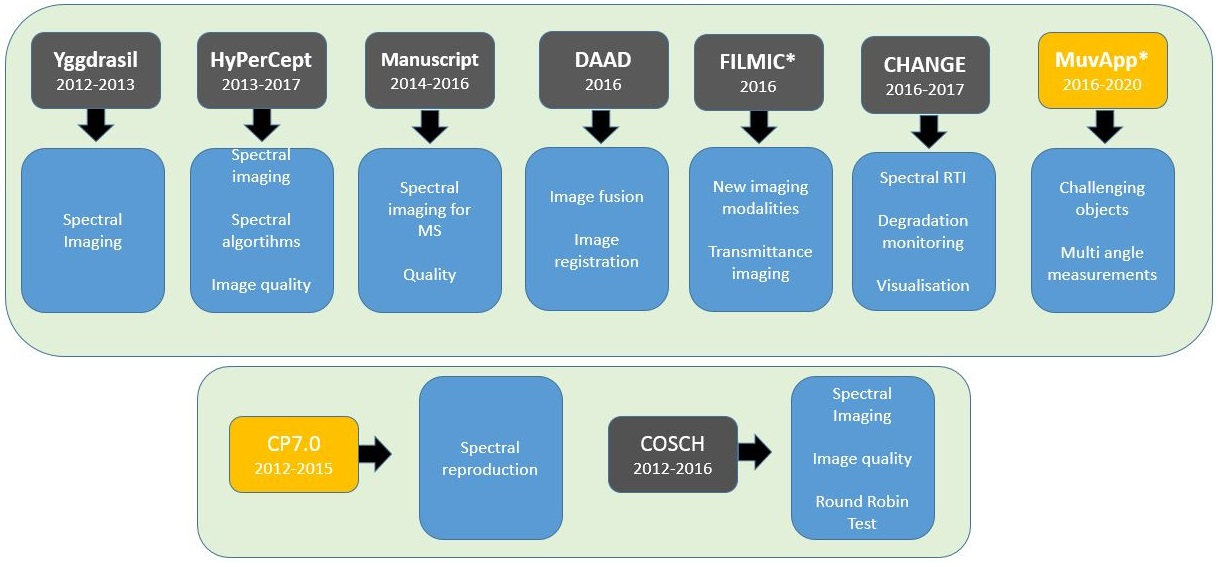 Yggdrasil
2012-2013
HyPerCept
2013-2017
Manuscript
2014-2016
DAAD
2016
FILMIC*
2016
CHANGE
2016-2017
MuvApp*
2016-2020
Spectral
Imaging
Spectral
imaging
Spectral
algortihms
Image quality
Spectral
imaging for
MS
Quality
Image fusion
Image
registration
New imaging
modalities
Transmittance
imaging
Spectral RTI
Degradation
monitoring
Visualisation
Challenging
objects
Multi angle
measurements
CP7.0
2012-2015
Spectral
reproduction
COSCH
2012-2016
Spectral
Imaging
Image quality
Round Robin
Test